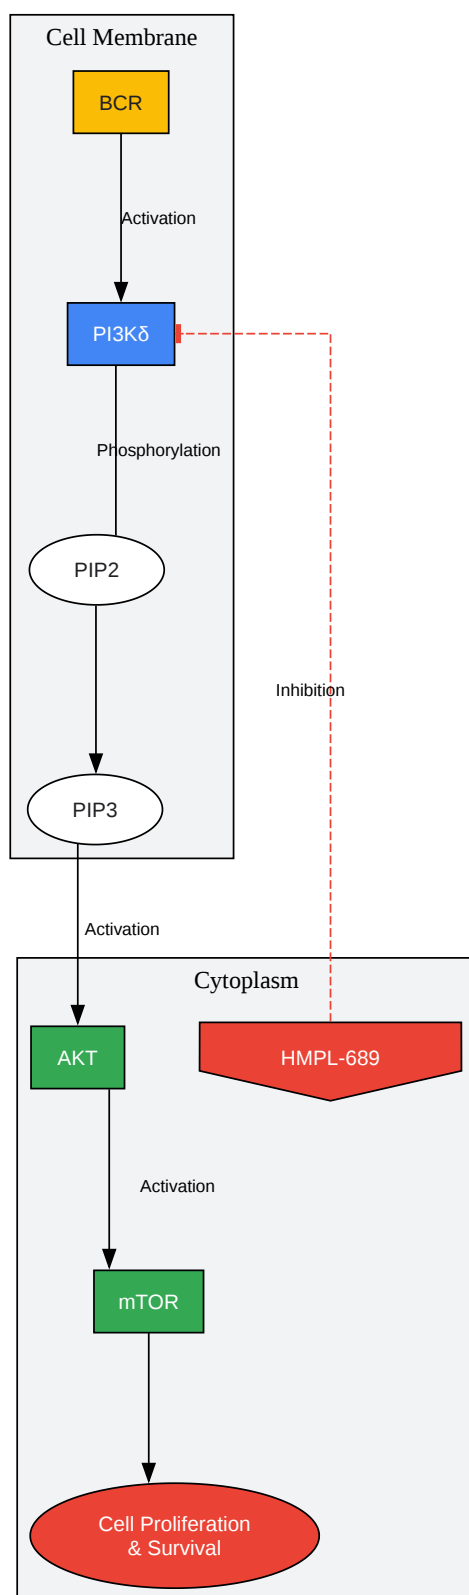 Cell Membrane
BCR
Activation
PI3Kδ
Phosphorylation
PIP2
Inhibition
PIP3
Activation
Cytoplasm
AKT
HMPL-689
Activation
mTOR
Cell Proliferation
& Survival